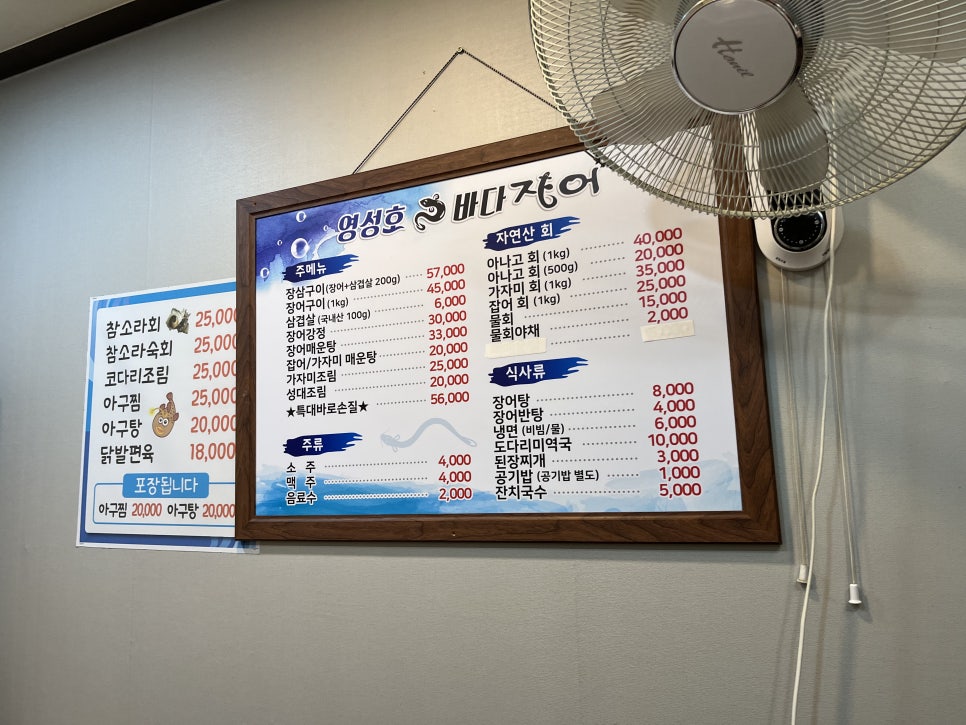 영성호 바다장어
주메뉴
장삼구이(장어+삼겹살 200g) 57,000
장어구이(1kg) 45,000
삼겹살(국내산 100g) 6,000
장어강정 30,000
장어매운탕 33,000
잡어/가자미 매운탕 20,000
가자미조림 25,000
성대조림 20,000
★특대바로손질★ 56,000
주류
소 주 4,000
맥 주 4,000
음료수 2,000
자연산 회
아나고 회 (1kg) 40,000
아나고 회 (500g) 20,000
가자미 회 (1kg) 35,000
잡어 회 (1kg) 25,000
물회 15,000
물회야채 2,000
식사류
장어탕 8,000
장어반탕 4,000
냉면 (비빔/물) 6,000
도다리미역국 10,000
된장찌개 3,000
공기밥 (공기밥 별도) 1,000
잔치국수 5,000
참소라회 25,000
참소라숙회 25,000
코다리조림 25,000
아구찜 25,000
아구탕 20,000
닭발편육 18,000
포장됩니다
아구찜 20,000 아구탕 20,000
Hanil